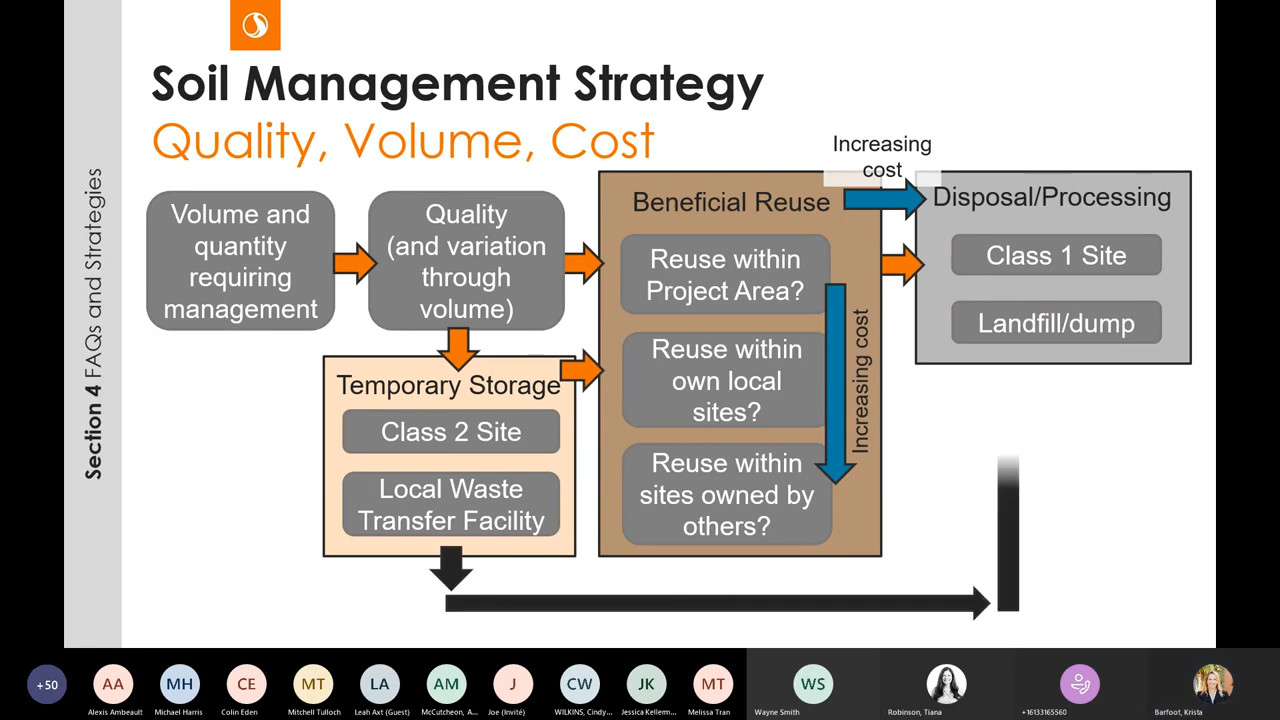 Soil Management Strategy
Quality, Volume, Cost
Section 4 FAQs and Strategies
Volume and
quantity
requiring
management
Quality
(and variation
through
volume)
Temporary Storage
Class 2 Site
Local Waste
Transfer Facility
Beneficial Reuse
Reuse within
Project Area?
Reuse within
own local
sites?
Reuse within
sites owned by
others?
Increasing cost
Increasing
cost
Disposal/Processing
Class 1 Site
Landfill/dump
+50
AA
MH
CE
MT
LA
AM
J
CW
JK
MT
WS
Alexis Ambeault
Michael Harris
Colin Eden
Mitchell Tulloch
Leah Axt (Guest)
McCutcheon, A...
Joe (Invité)
WILKINS, Cindy...
Jessica Kellem...
Melissa Tran
Wayne Smith
Robinson, Tiana
+16133165560
Barfoot, Krista